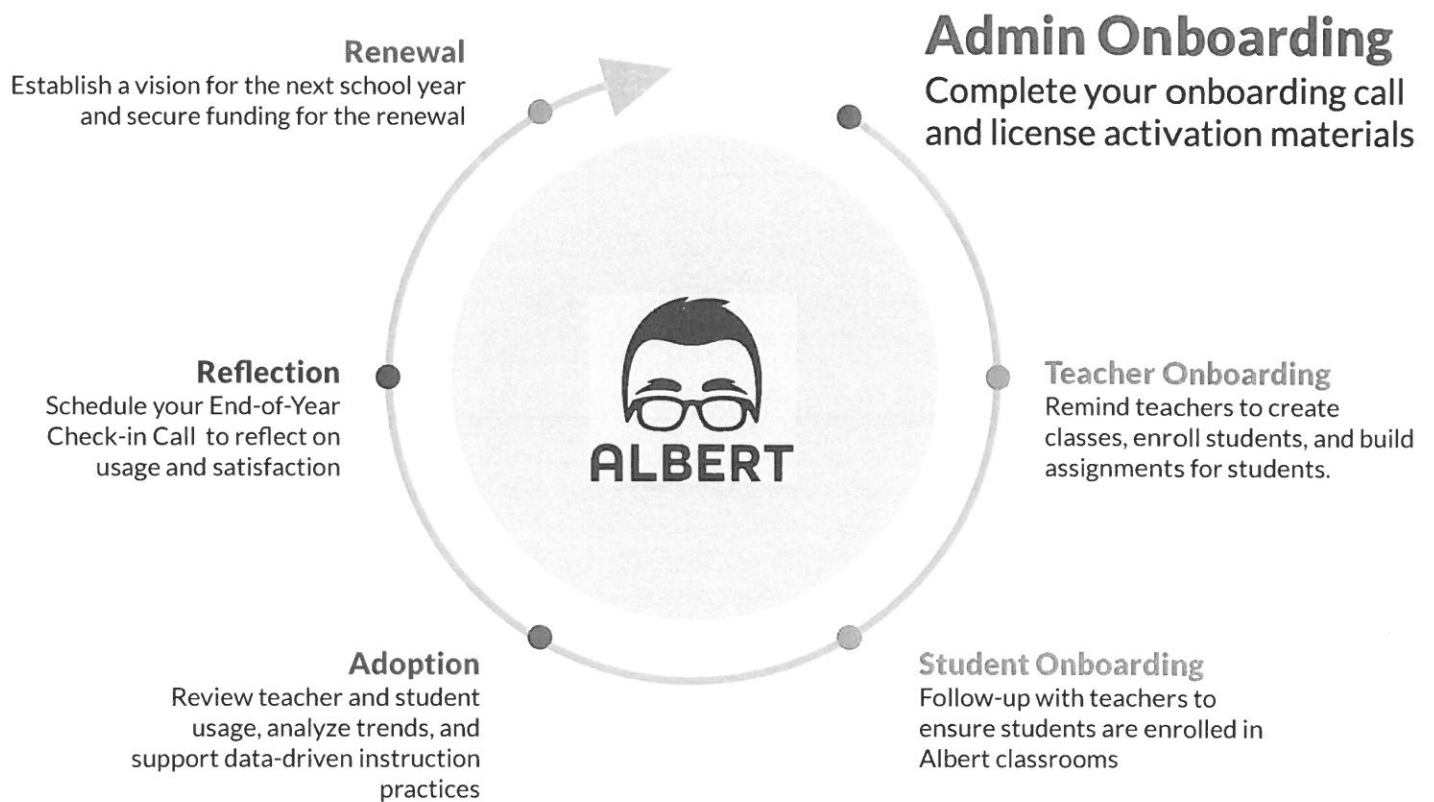 Admin Onboarding
Complete your onboarding call
and license activation materials
Teacher Onboarding
Remind teachers to create
classes, enroll students, and build
assignments for students.
Student Onboarding
Follow-up with teachers to
ensure students are enrolled in
Albert classrooms
Adoption
Review teacher and student
usage, analyze trends, and
support data-driven instruction
practices
Reflection
Schedule your End-of-Year
Check-in Call to reflect on
usage and satisfaction
Renewal
Establish a vision for the next school year
and secure funding for the renewal
ALBERT